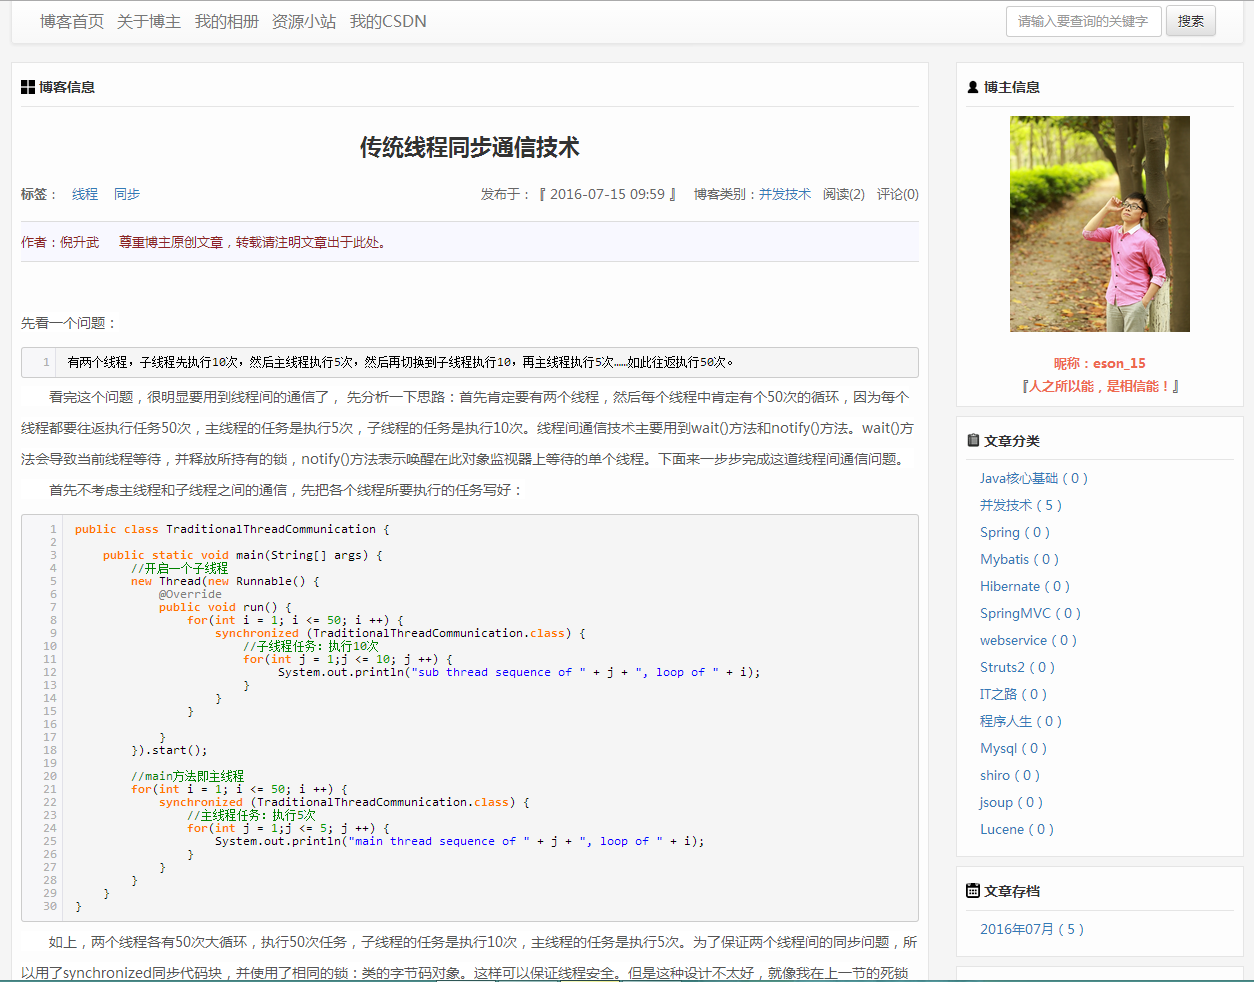 博客首页 关于博主 我的相册 资源小站 我的CSDN 请输入要查询的关键字 搜索
博客信息
传统线程同步通信技术
标签： 线程 同步 发布于：『 2016-07-15 09:59 』 博客类别：并发技术 阅读(2) 评论(0)
作者：倪升武 尊重博主原创文章，转载请注明文章出于此处。
先看一个问题：
1 有两个线程，子线程先执行10次，然后主线程执行5次，然后再切换到子线程执行10，再主线程执行5次……如此往返执行50次。
看完这个问题，很明显要用到线程间的通信了， 先分析一下思路：首先肯定要有两个线程，然后每个线程中肯定有个50次的循环，因为每个
线程都要往返执行任务50次，主线程的任务是执行5次，子线程的任务是执行10次。线程间通信技术主要用到wait()方法和notify()方法。wait()方
法会导致当前线程等待，并释放所持有的锁，notify()方法表示唤醒在此对象监视器上等待的单个线程。下面来一步步完成这道线程间通信问题。
首先不考虑主线程和子线程之间的通信，先把各个线程所要执行的任务写好：
1 public class TraditionalThreadCommunication {
2
3 public static void main(String[] args) {
4 //开启一个子线程
5 new Thread(new Runnable() {
6 @Override
7 public void run() {
8 for(int i = 1; i <= 50; i ++) {
9 synchronized (TraditionalThreadCommunication.class) {
10 //子线程任务：执行10次
11 for(int j = 1;j <= 10; j ++) {
12 System.out.println("sub thread sequence of " + j + ", loop of " + i);
13 }
14 }
15 }
16
17 }
18 }).start();
19
20 //main方法即主线程
21 for(int i = 1; i <= 50; i ++) {
22 synchronized (TraditionalThreadCommunication.class) {
23 //主线程任务：执行5次
24 for(int j = 1;j <= 5; j ++) {
25 System.out.println("main thread sequence of " + j + ", loop of " + i);
26 }
27 }
28 }
29 }
30 }
如上，两个线程各有50次大循环，执行50次任务，子线程的任务是执行10次，主线程的任务是执行5次。为了保证两个线程间的同步问题，所
以用了synchronized同步代码块，并使用了相同的锁：类的字节码对象。这样可以保证线程安全。但是这种设计不太好，就像我在上一节的死锁
博主信息
昵称：eson_15
『人之所以能，是相信能！』
文章分类
Java核心基础 ( 0 )
并发技术 ( 5 )
Spring ( 0 )
Mybatis ( 0 )
Hibernate ( 0 )
SpringMVC ( 0 )
webservice ( 0 )
Struts2 ( 0 )
IT之路 ( 0 )
程序人生 ( 0 )
Mysql ( 0 )
shiro ( 0 )
jsoup ( 0 )
Lucene ( 0 )
文章存档
2016年07月 ( 5 )